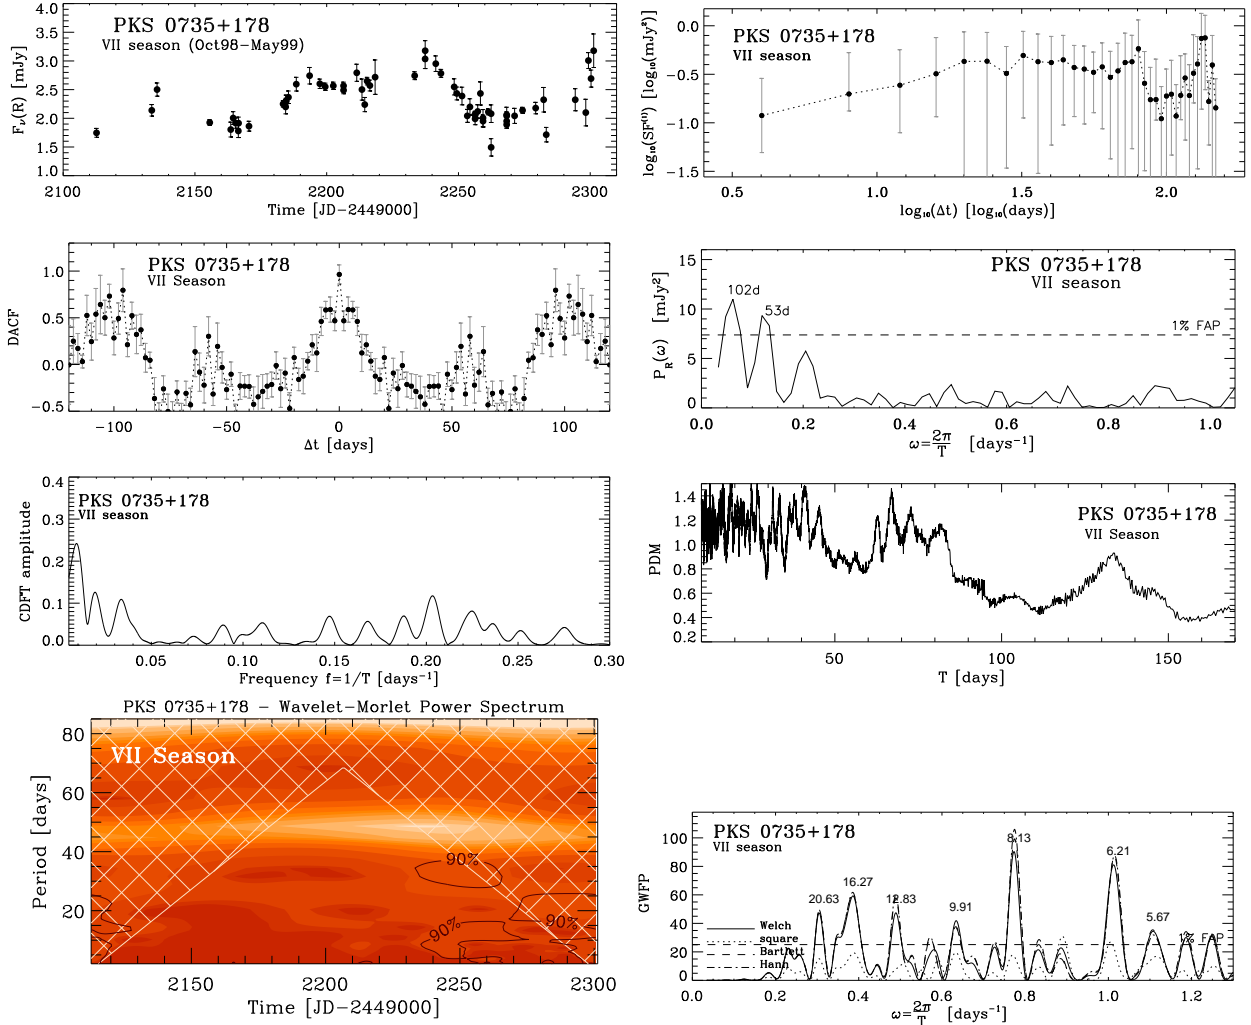 PKS 0735+178
VII season (Oct98−May99)
Fν(R) [mJy]
4.0
3.5
3.0
2.5
2.0
1.5
1.0
2100 2150 2200 2250 2300
Time [JD−2449000]
PKS 0735+178
VII season
log₁₀(SF⁽¹⁾) [log₁₀(mJy²)]
0.0
−0.5
−1.0
−1.5
0.5 1.0 1.5 2.0
log₁₀(Δt) [log₁₀(days)]
PKS 0735+178
VII Season
DACF
1.0
0.5
0.0
−0.5
−100 −50 0 50 100
Δt [days]
PKS 0735+178
VII season
P_R(ω) [mJy²]
15
10
5
0
102d
53d
1% FAP
0.0 0.2 0.4 0.6 0.8 1.0
ω=2π/T [days⁻¹]
PKS 0735+178
VII season
CDFT amplitude
0.4
0.3
0.2
0.1
0.0
0.05 0.10 0.15 0.20 0.25 0.30
Frequency f=1/T [days⁻¹]
PKS 0735+178
VII Season
PDM
1.4
1.2
1.0
0.8
0.6
0.4
0.2
50 100 150
T [days]
PKS 0735+178 − Wavelet−Morlet Power Spectrum
VII Season
Period [days]
80
60
40
20
90%
90%
90%
2150 2200 2250 2300
Time [JD−2449000]
PKS 0735+178
VII season
GWFP
100
80
60
40
20
0
20.63
16.27
12.83
9.91
8.13
6.21
5.67
1% FAP
Welch
square
Bartlett
Hann
0.0 0.2 0.4 0.6 0.8 1.0 1.2
ω=2π/T [days⁻¹]